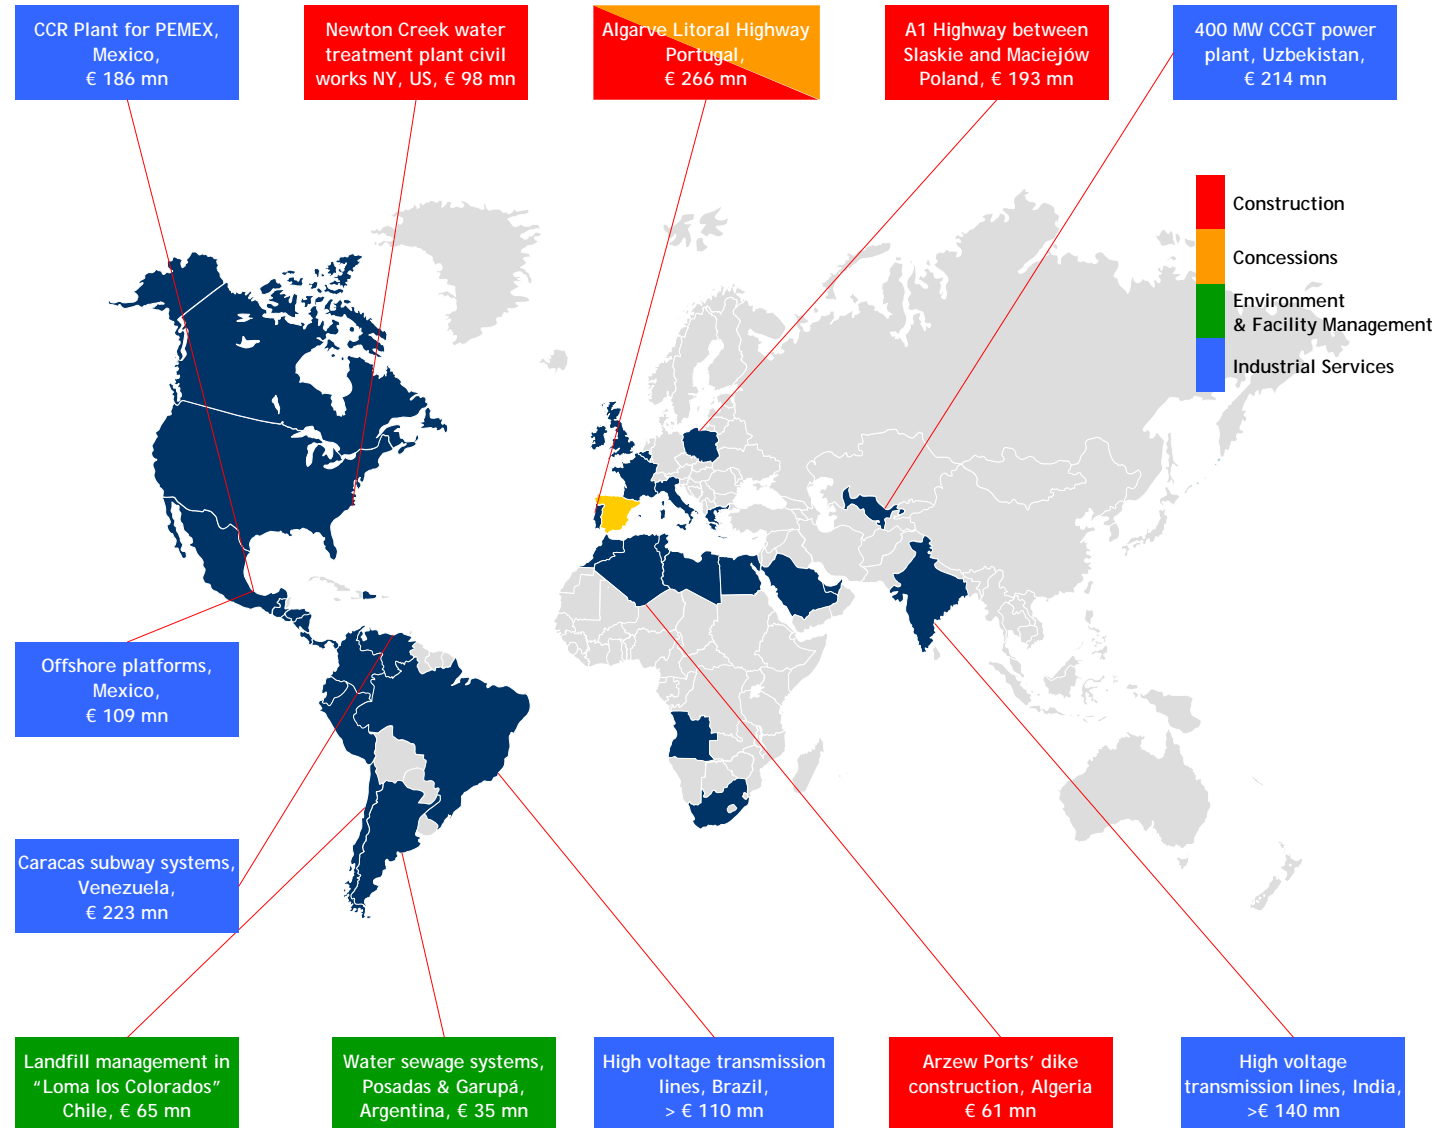 CCR Plant for PEMEX,
Mexico,
€ 186 mn
Newton Creek water
treatment plant civil
works NY, US, € 98 mn
Algarve Litoral Highway
Portugal,
€ 266 mn
A1 Highway between
Slaskie and Maciejów
Poland, € 193 mn
400 MW CCGT power
plant, Uzbekistan,
€ 214 mn
Construction
Concessions
Environment
& Facility Management
Industrial Services
Offshore platforms,
Mexico,
€ 109 mn
Caracas subway systems,
Venezuela,
€ 223 mn
Landfill management in
“Loma los Colorados”
Chile, € 65 mn
Water sewage systems,
Posadas & Garupá,
Argentina, € 35 mn
High voltage transmission
lines, Brazil,
> € 110 mn
Arzew Ports’ dike
construction, Algeria
€ 61 mn
High voltage
transmission lines, India,
>€ 140 mn